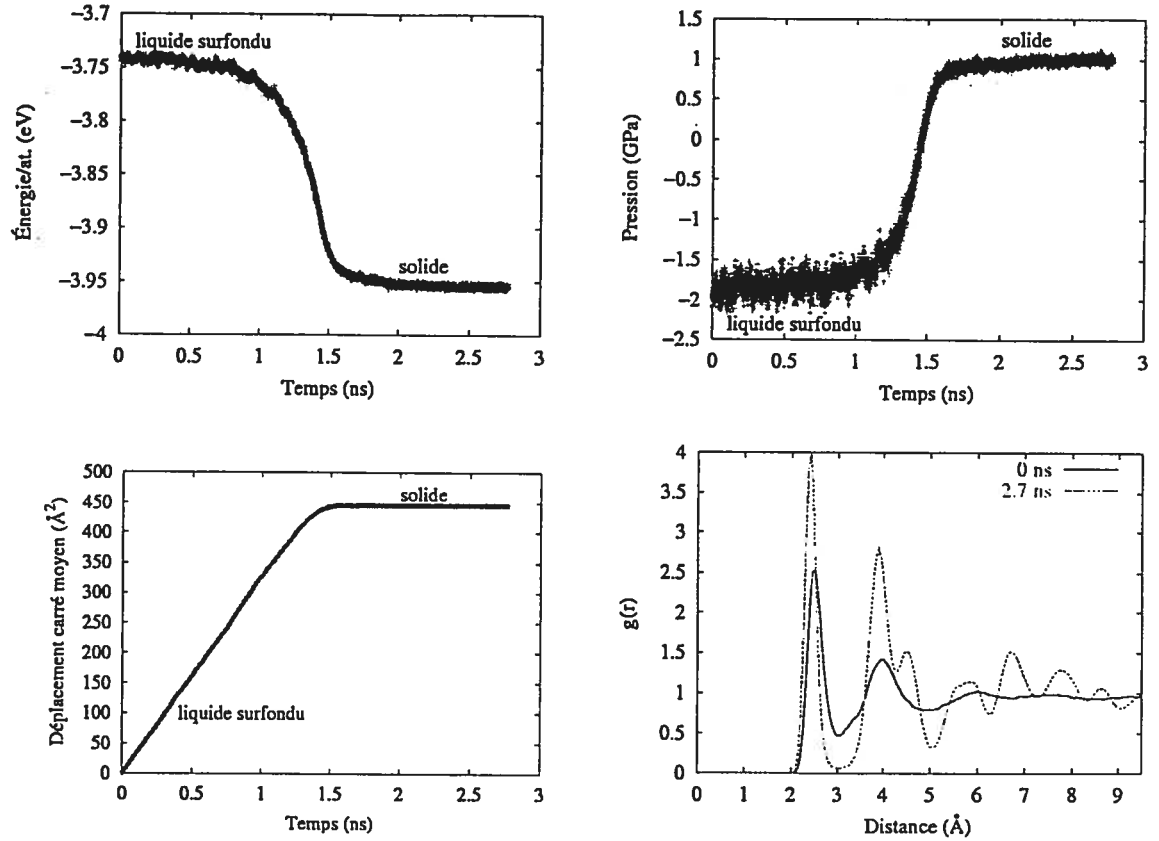 −3.7
−3.75
−3.8
−3.85
−3.9
−3.95
−4
Énergie/at. (eV)
liquide surfondu
solide
0 0.5 1 1.5 2 2.5 3
Temps (ns)
1.5
1
0.5
0
−0.5
−1
−1.5
−2
−2.5
Pression (GPa)
solide
liquide surfondu
0 0.5 1 1.5 2 2.5 3
Temps (ns)
500
450
400
350
300
250
200
150
100
50
0
Déplacement carré moyen (Å²)
solide
liquide surfondu
0 0.5 1 1.5 2 2.5 3
Temps (ns)
4
3.5
3
2.5
2
1.5
1
0.5
0
g(r)
0 ns
2.7 ns
0 1 2 3 4 5 6 7 8 9
Distance (Å)